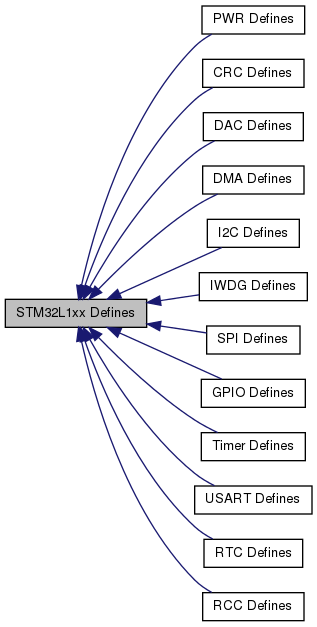 PWR Defines
CRC Defines
DAC Defines
DMA Defines
I2C Defines
IWDG Defines
STM32L1xx Defines
SPI Defines
GPIO Defines
Timer Defines
USART Defines
RTC Defines
RCC Defines